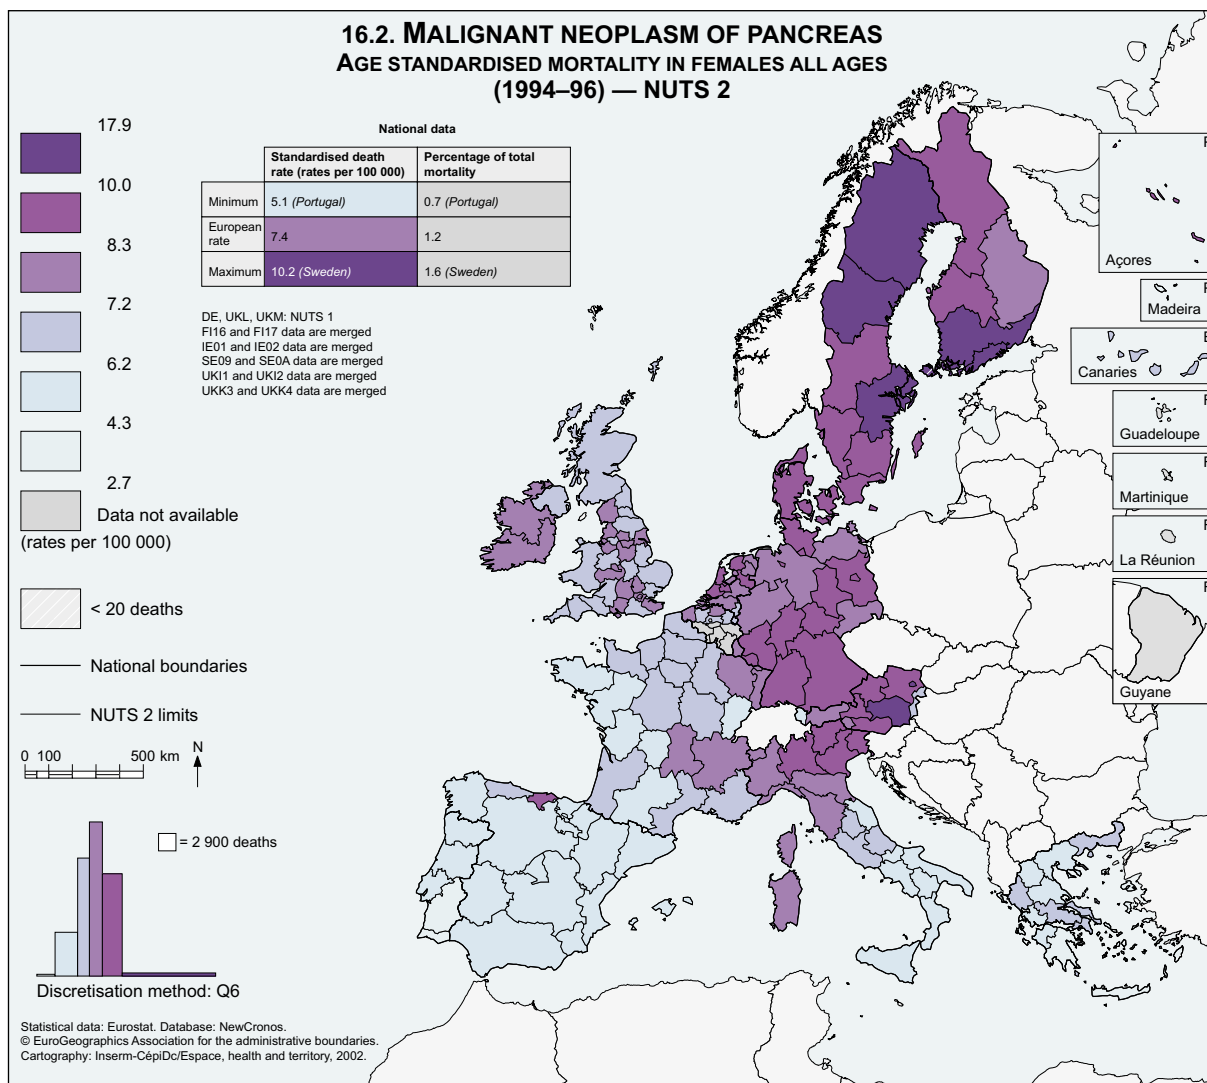 16.2. MALIGNANT NEOPLASM OF PANCREAS
AGE STANDARDISED MORTALITY IN FEMALES ALL AGES
(1994–96) — NUTS 2
17.9
10.0
8.3
7.2
6.2
4.3
2.7
Data not available
(rates per 100 000)
< 20 deaths
National boundaries
NUTS 2 limits
0 100 500 km
N
National data
Standardised death
rate (rates per 100 000)
Percentage of total
mortality
Minimum 5.1 (Portugal) 0.7 (Portugal)
European
rate 7.4 1.2
Maximum 10.2 (Sweden) 1.6 (Sweden)
DE, UKL, UKM: NUTS 1
FI16 and FI17 data are merged
IE01 and IE02 data are merged
SE09 and SE0A data are merged
UKI1 and UKI2 data are merged
UKK3 and UKK4 data are merged
Açores
Madeira
Canaries
Guadeloupe
Martinique
La Réunion
Guyane
= 2 900 deaths
Discretisation method: Q6
Statistical data: Eurostat. Database: NewCronos.
© EuroGeographics Association for the administrative boundaries.
Cartography: Inserm-CépiDc/Espace, health and territory, 2002.